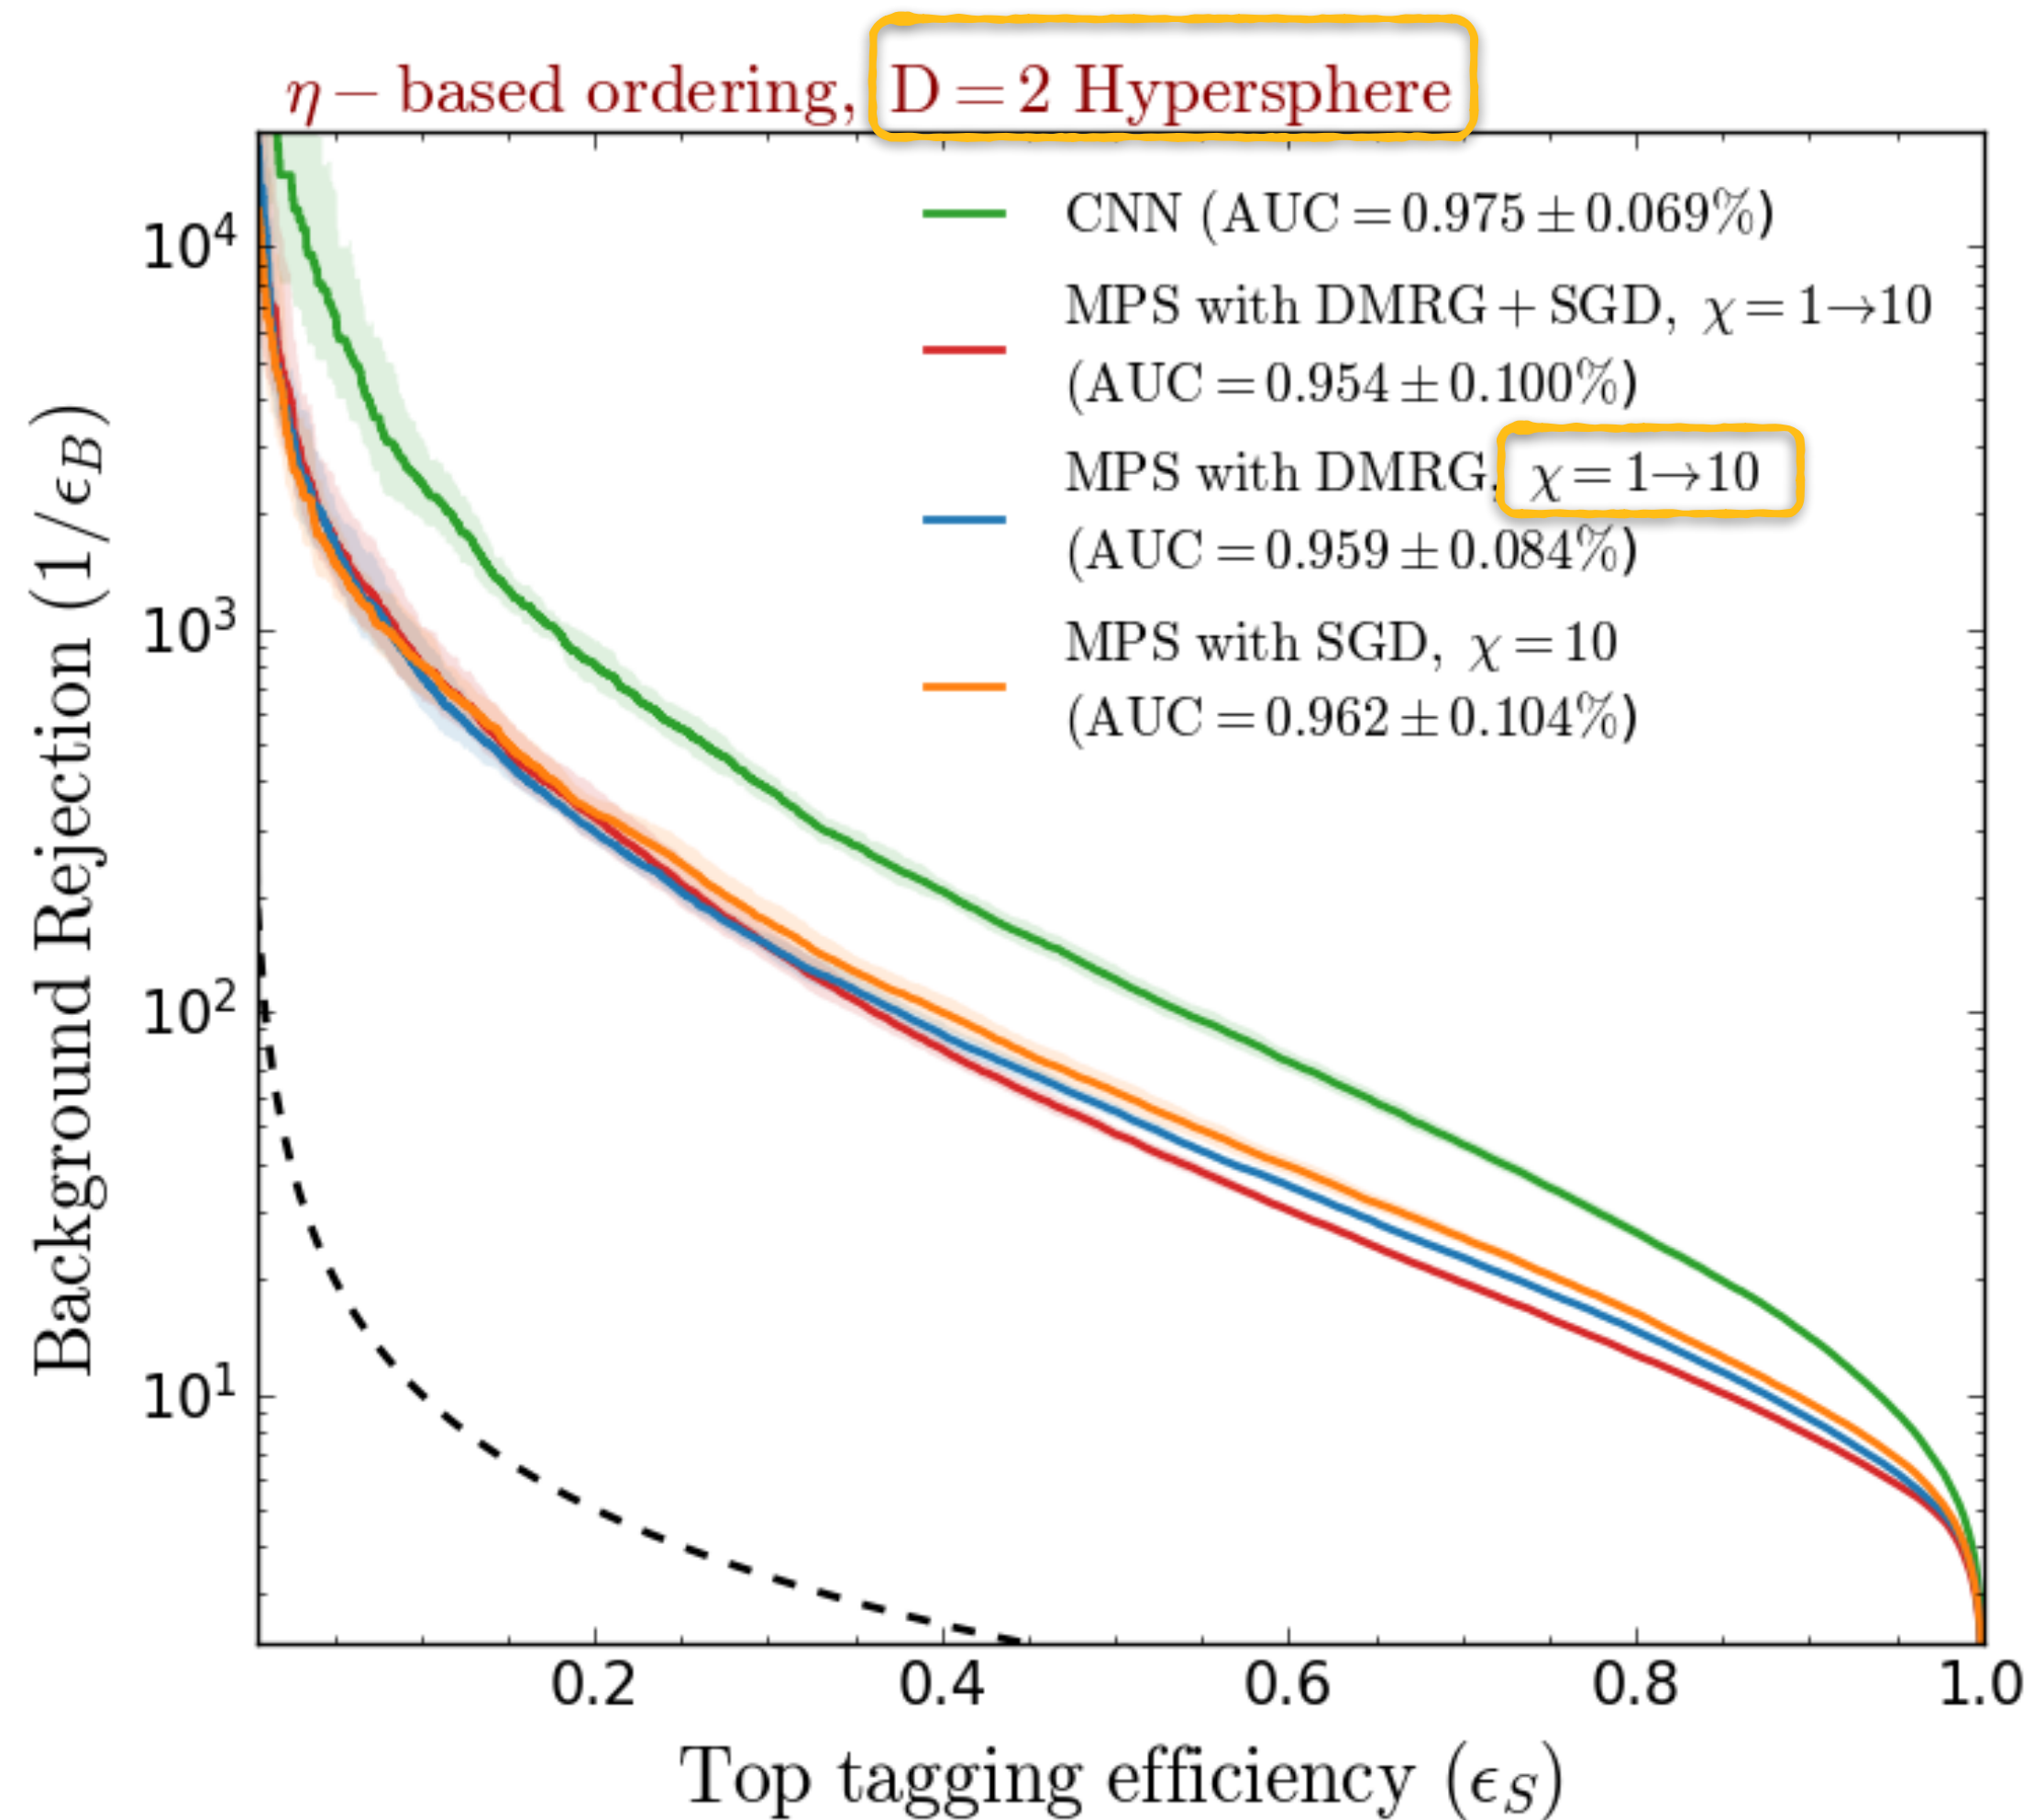 η − based ordering, D = 2 Hypersphere
CNN (AUC = 0.975 ± 0.069%)
MPS with DMRG + SGD, χ = 1→10
(AUC = 0.954 ± 0.100%)
MPS with DMRG, χ = 1→10
(AUC = 0.959 ± 0.084%)
MPS with SGD, χ = 10
(AUC = 0.962 ± 0.104%)
Background Rejection (1/ϵ_B)
10⁴
10³
10²
10¹
0.2 0.4 0.6 0.8 1.0
Top tagging efficiency (ϵ_S)